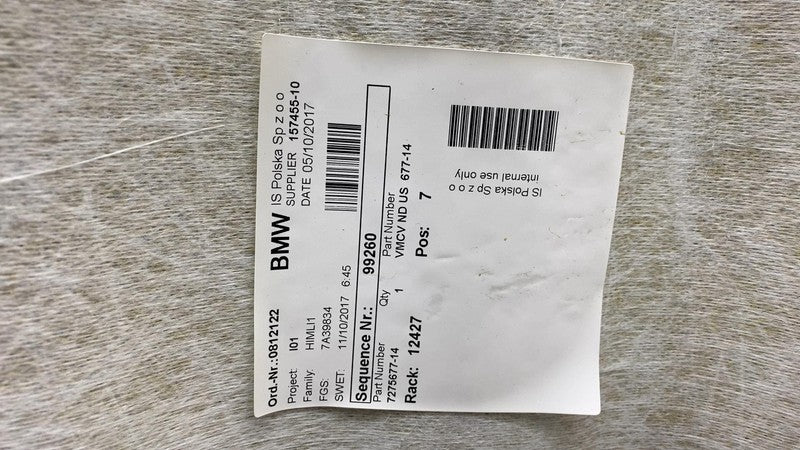 Ord.-Nr.:0812122
BMW IS Polska Sp z o o
Project: I01
SUPPLIER 157455-10
Family: HIMLI1
DATE 05/10/2017
FGS: 7A39834
SWET: 11/10/2017 6:45
Sequence Nr.: 99260
Part Number Qty Part Number
7275677-14 1 VMCV ND US 677-14
Rack: 12427 Pos: 7
IS Polska Sp z o o
internal use only